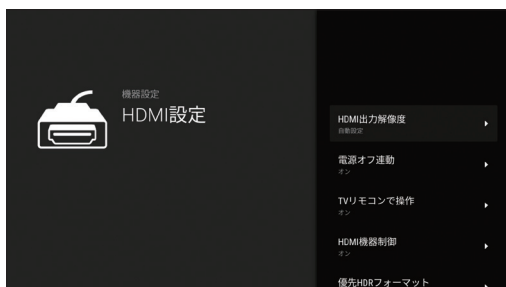 機器設定
HDMI設定
HDMI出力解像度
自動設定
電源オフ連動
オン
TVリモコンで操作
オン
HDMI機器制御
オン
優先HDRフォーマット